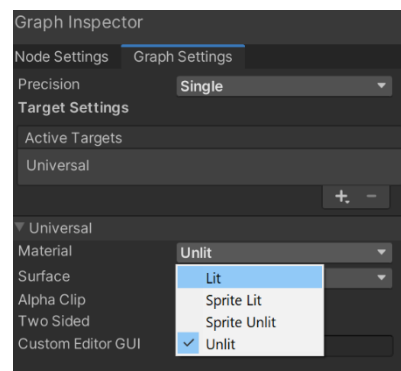 Graph Inspector
Node Settings Graph Settings
Precision Single
Target Settings
Active Targets
Universal
+ −
Universal
Material Unlit
Surface
Lit
Alpha Clip Sprite Lit
Two Sided Sprite Unlit
Custom Editor GUI Unlit